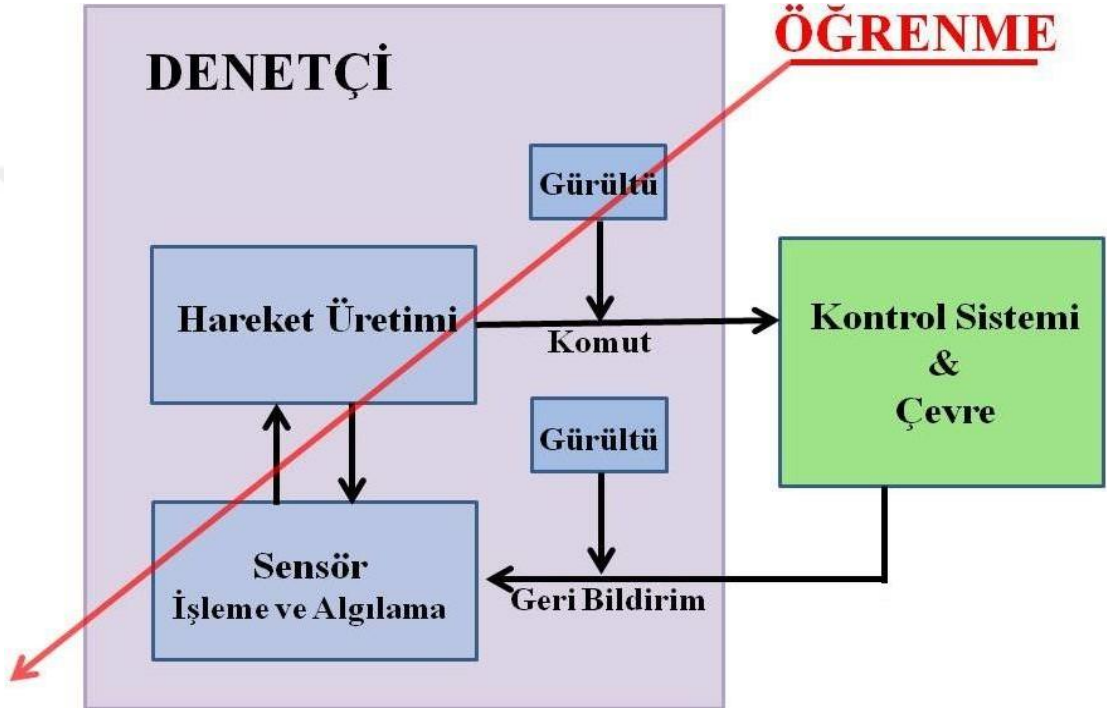 ÖĞRENME
DENETÇİ
Gürültü
Hareket Üretimi
Komut
Kontrol Sistemi
&
Çevre
Gürültü
Sensör
İşleme ve Algılama
Geri Bildirim